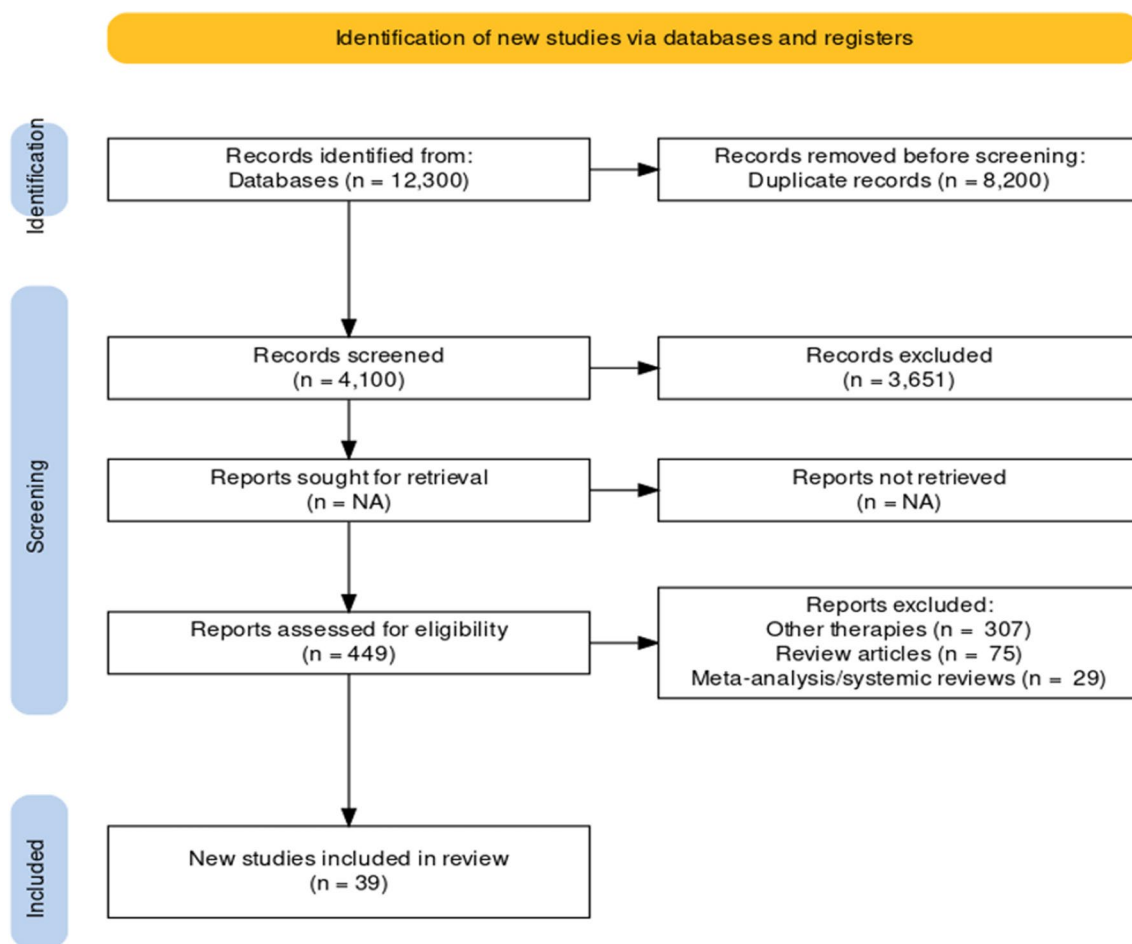 Identification of new studies via databases and registers
Identification
Records identified from:
Databases (n = 12,300)
Records removed before screening:
Duplicate records (n = 8,200)
Screening
Records screened
(n = 4,100)
Records excluded
(n = 3,651)
Reports sought for retrieval
(n = NA)
Reports not retrieved
(n = NA)
Reports assessed for eligibility
(n = 449)
Reports excluded:
Other therapies (n = 307)
Review articles (n = 75)
Meta-analysis/systemic reviews (n = 29)
Included
New studies included in review
(n = 39)